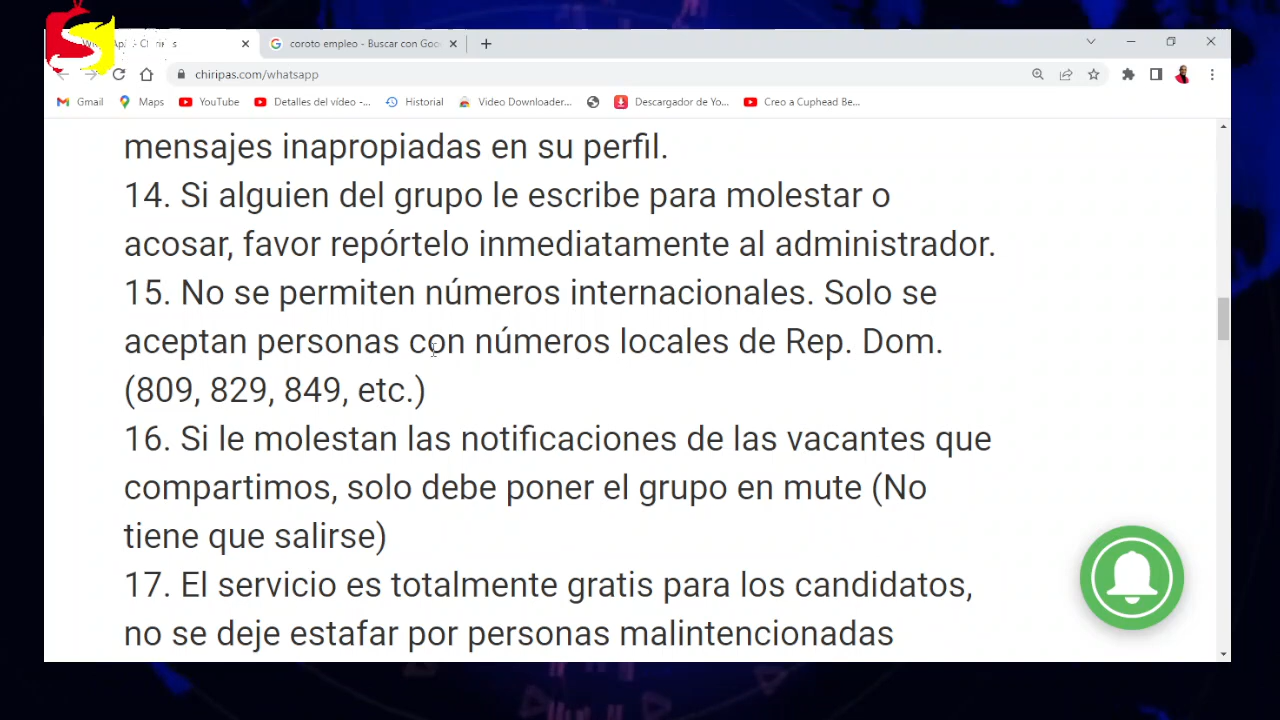 coroto empleo - Buscar con Goo
chiripas.com/whatsapp
Gmail
Maps
YouTube
Detalles del vídeo -...
Historial
Video Downloader...
Descargador de Yo...
Creo a Cuphead Be...
mensajes inapropiadas en su perfil.
14. Si alguien del grupo le escribe para molestar o
acosar, favor repórtelo inmediatamente al administrador.
15. No se permiten números internacionales. Solo se
aceptan personas con números locales de Rep. Dom.
(809, 829, 849, etc.)
16. Si le molestan las notificaciones de las vacantes que
compartimos, solo debe poner el grupo en mute (No
tiene que salirse)
17. El servicio es totalmente gratis para los candidatos,
no se deje estafar por personas malintencionadas